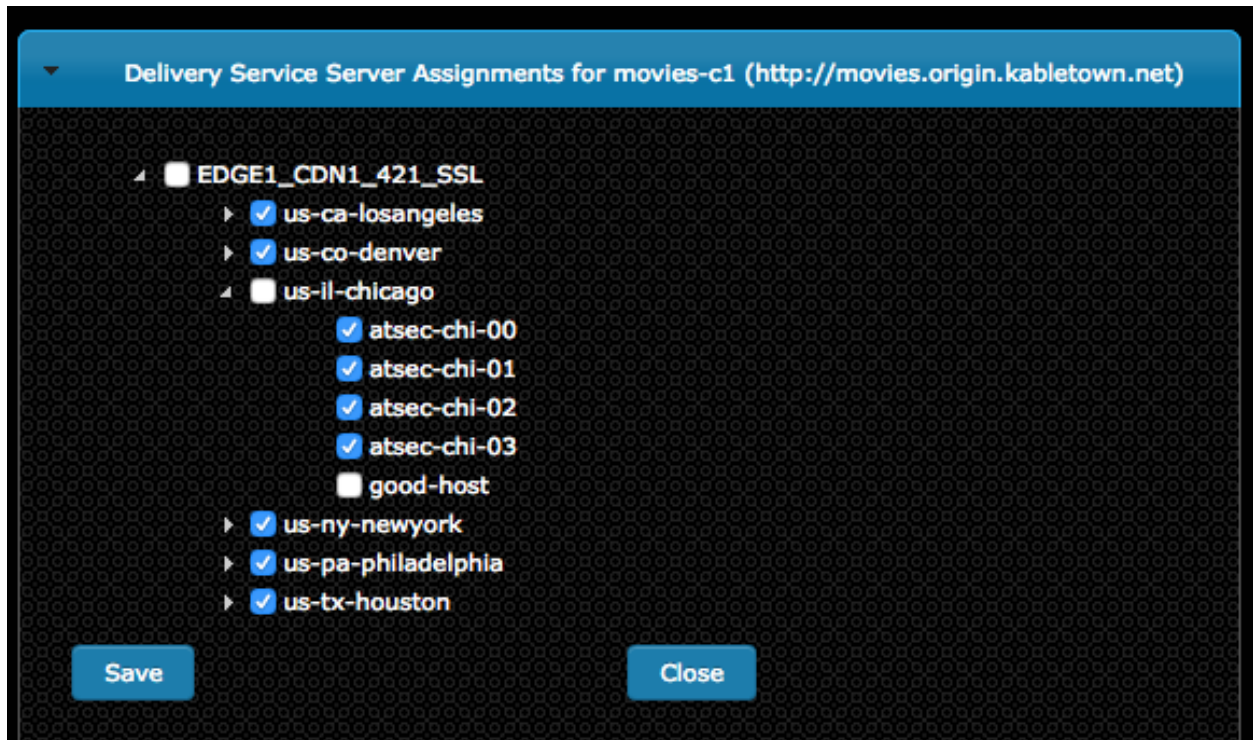 Delivery Service Server Assignments for movies-c1 (http://movies.origin.kabletown.net)
EDGE1_CDN1_421_SSL
us-ca-losangeles
us-co-denver
us-il-chicago
atsec-chi-00
atsec-chi-01
atsec-chi-02
atsec-chi-03
good-host
us-ny-newyork
us-pa-philadelphia
us-tx-houston
Save Close